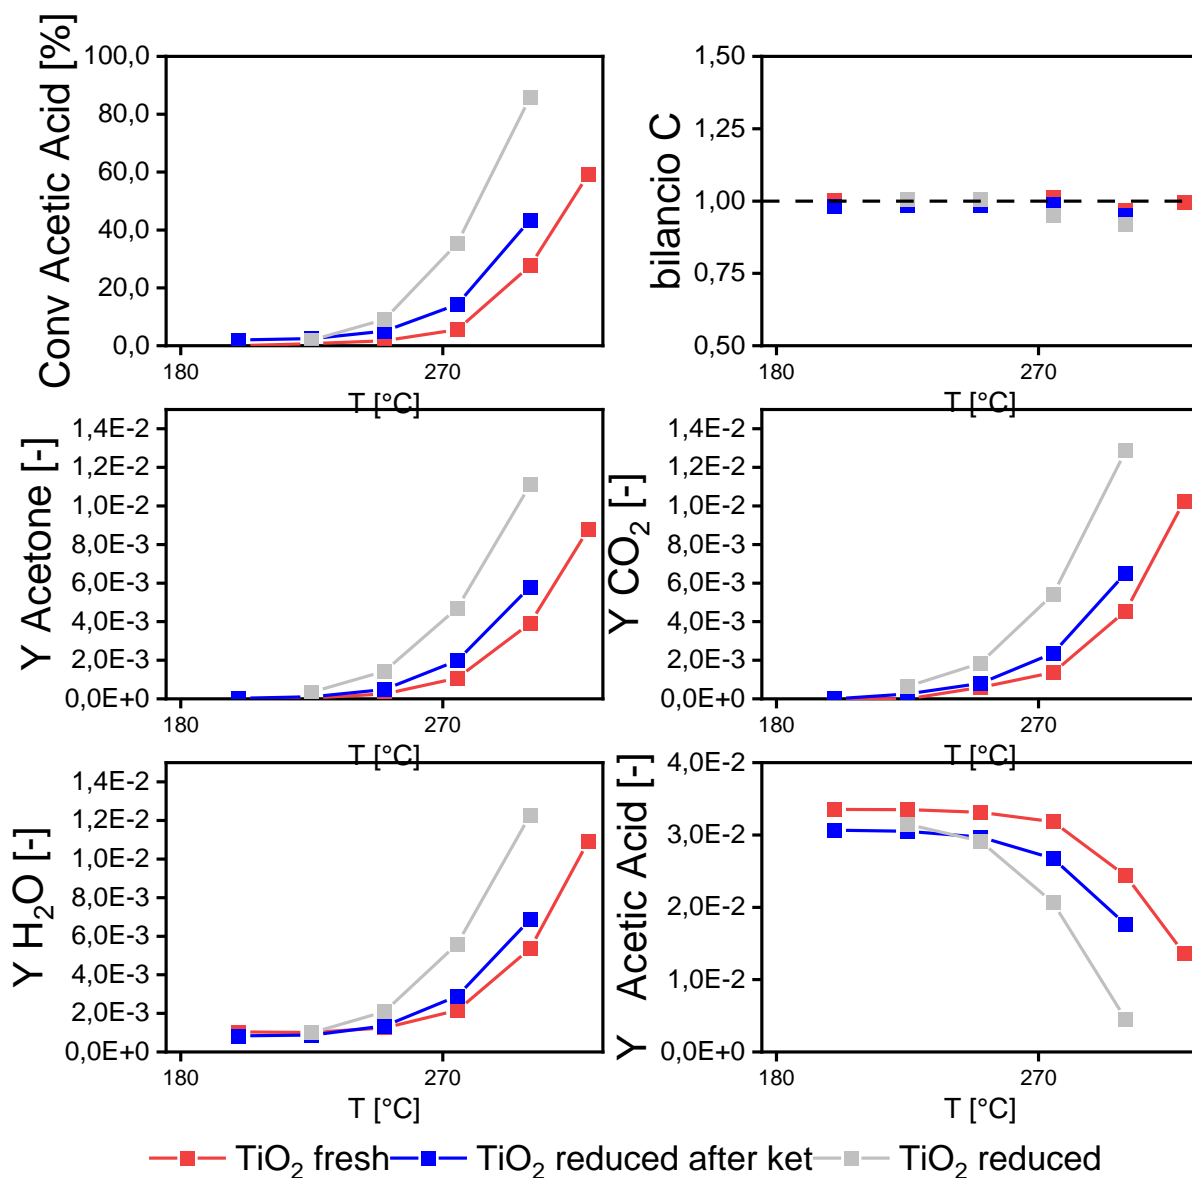 Conv Acetic Acid [%]
100,0
80,0
60,0
40,0
20,0
0,0
180
270
T [°C]
bilancio C
1,50
1,25
1,00
0,75
0,50
180
270
T [°C]
Y Acetone [-]
1,4E-2
1,2E-2
1,0E-2
8,0E-3
6,0E-3
4,0E-3
2,0E-3
0,0E+0
180
270
T [°C]
Y CO₂ [-]
1,4E-2
1,2E-2
1,0E-2
8,0E-3
6,0E-3
4,0E-3
2,0E-3
0,0E+0
180
270
T [°C]
Y H₂O [-]
1,4E-2
1,2E-2
1,0E-2
8,0E-3
6,0E-3
4,0E-3
2,0E-3
0,0E+0
180
270
T [°C]
Y Acetic Acid [-]
4,0E-2
3,0E-2
2,0E-2
1,0E-2
0,0E+0
180
270
T [°C]
TiO₂ fresh TiO₂ reduced after ket TiO₂ reduced